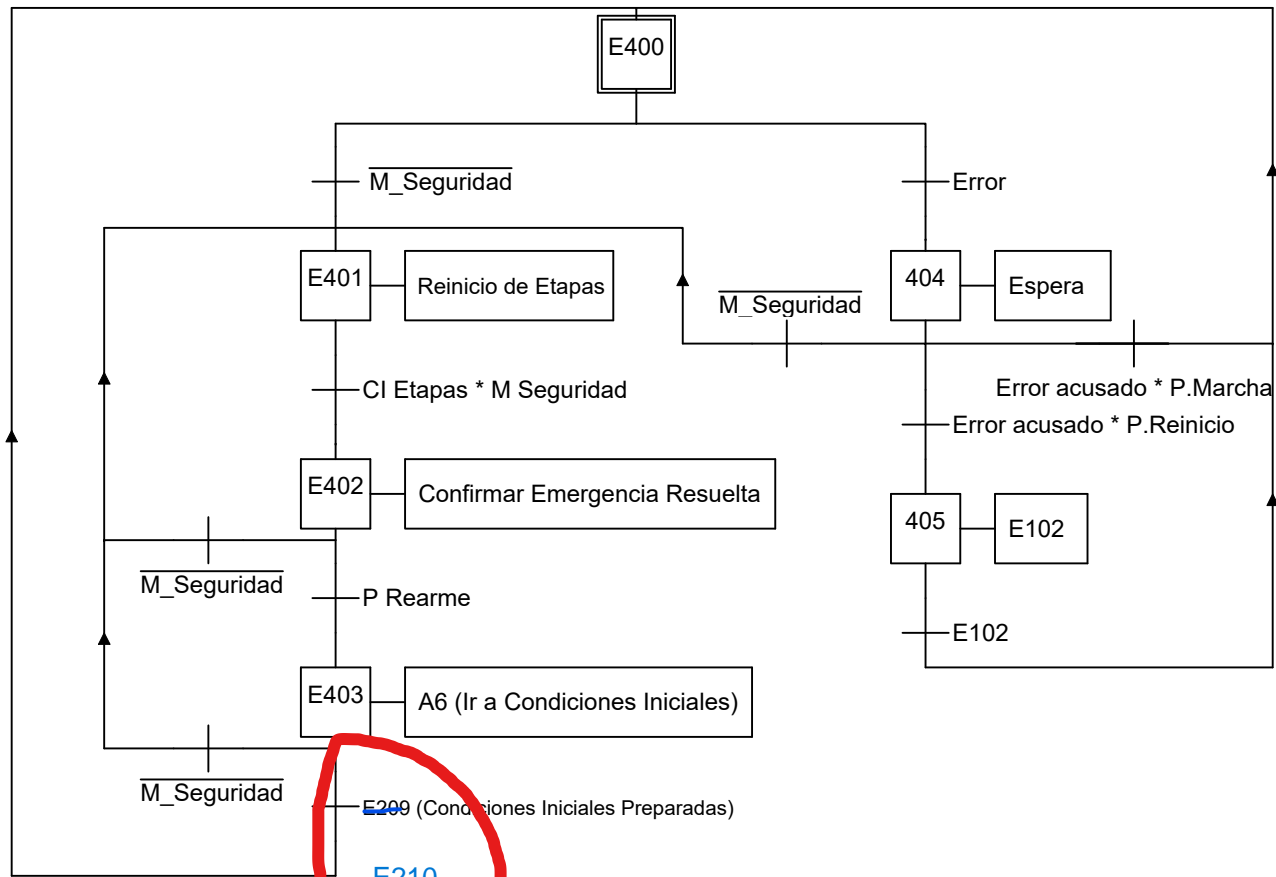 E400
M_Seguridad
Error
E401
Reinicio de Etapas
M_Seguridad
404
Espera
CI Etapas * M Seguridad
Error acusado * P.Marcha
Error acusado * P.Reinicio
E402
Confirmar Emergencia Resuelta
405
E102
M_Seguridad
P Rearme
E102
E403
A6 (Ir a Condiciones Iniciales)
M_Seguridad
E209 (Condiciones Iniciales Preparadas)
E210